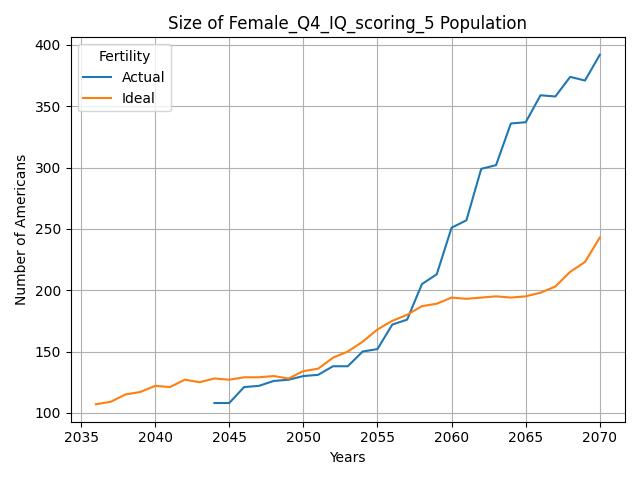 Size of Female_Q4_IQ_scoring_5 Population
Fertility
Actual
Ideal
Number of Americans
400
350
300
250
200
150
100
2035 2040 2045 2050 2055 2060 2065 2070
Years